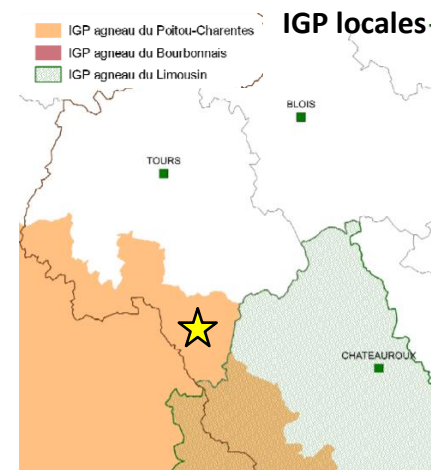 IGP locales
IGP agneau du Poitou-Charentes
IGP agneau du Bourbonnais
IGP agneau du Limousin
BLOIS
TOURS
CHATEAUROUX